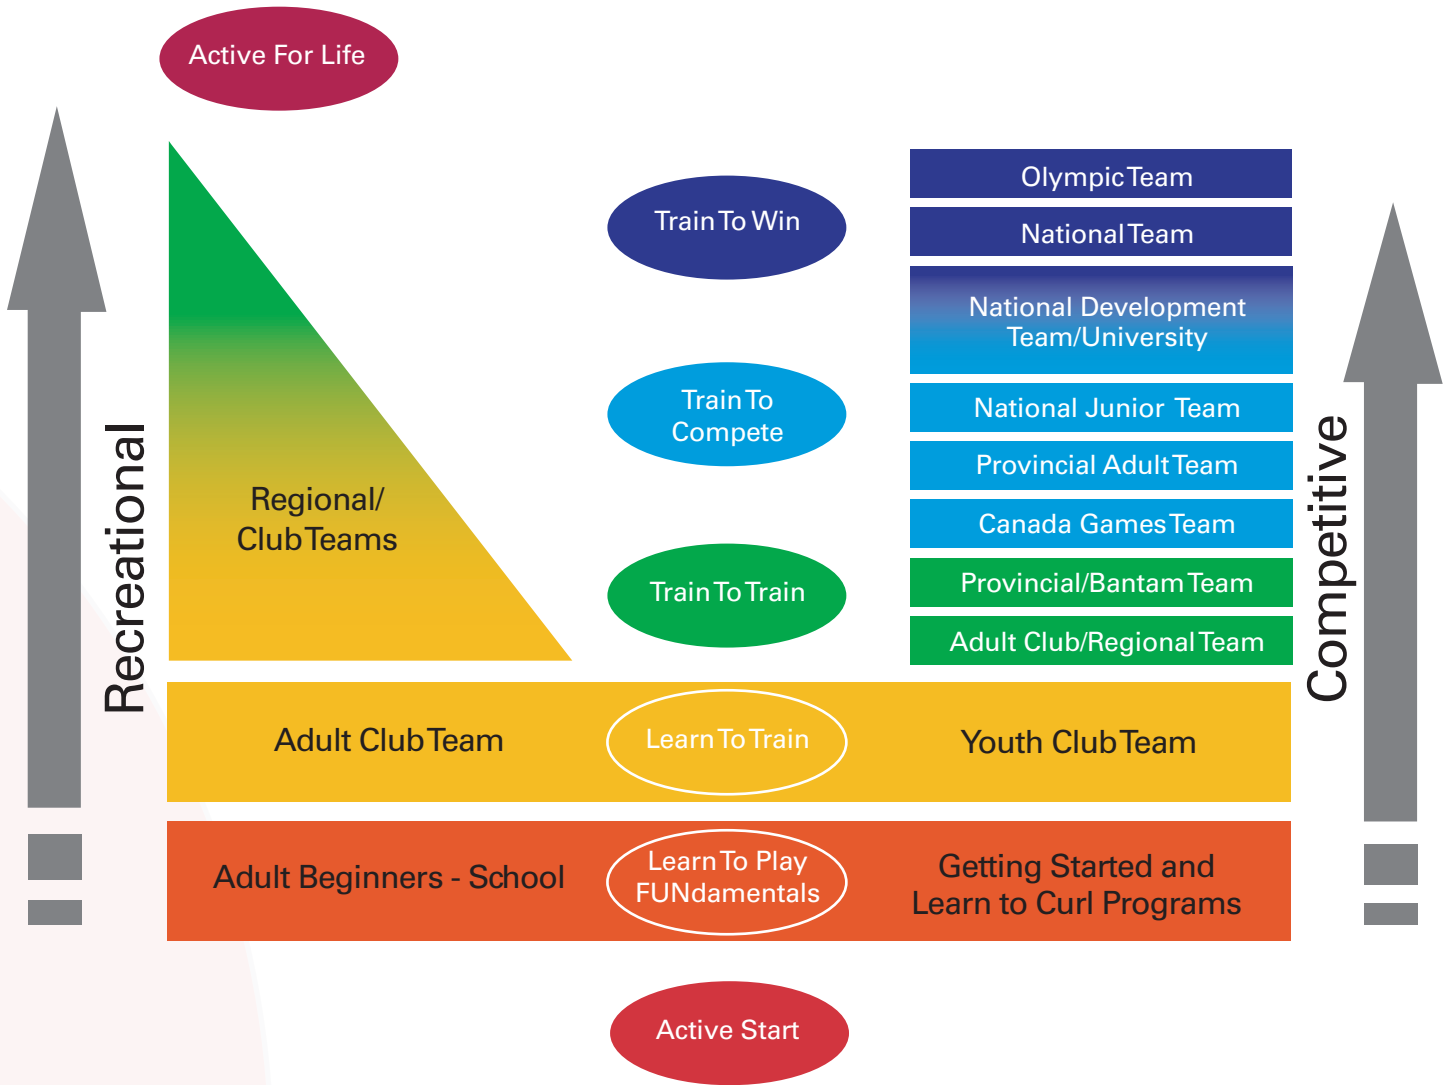 Active For Life
Recreational
Regional/
Club Teams
Train To Win
Train To
Compete
Train To Train
Olympic Team
National Team
National Development
Team/University
National Junior Team
Provincial Adult Team
Canada Games Team
Provincial/Bantam Team
Adult Club/Regional Team
Competitive
Adult Club Team
Learn To Train
Youth Club Team
Adult Beginners - School
Learn To Play
FUNdamentals
Getting Started and
Learn to Curl Programs
Active Start